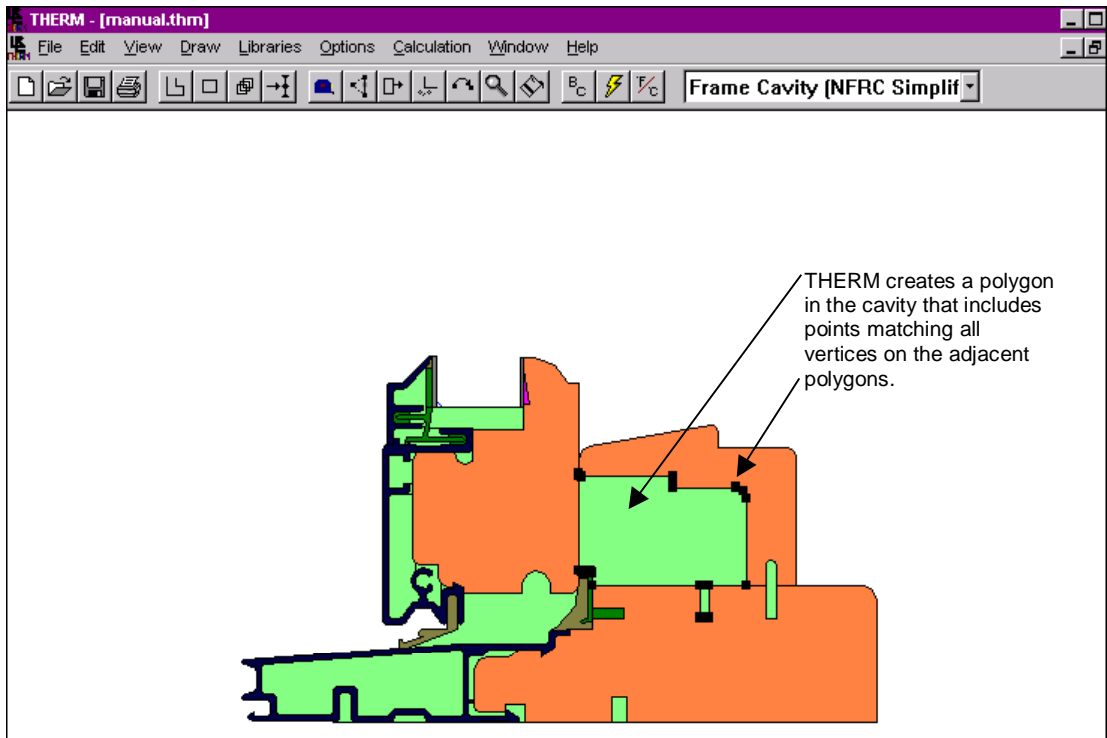 THERM - [manual.thm]
File Edit View Draw Libraries Options Calculation Window Help
BC F/C Frame Cavity (NFRC Simplif
THERM creates a polygon
in the cavity that includes
points matching all
vertices on the adjacent
polygons.